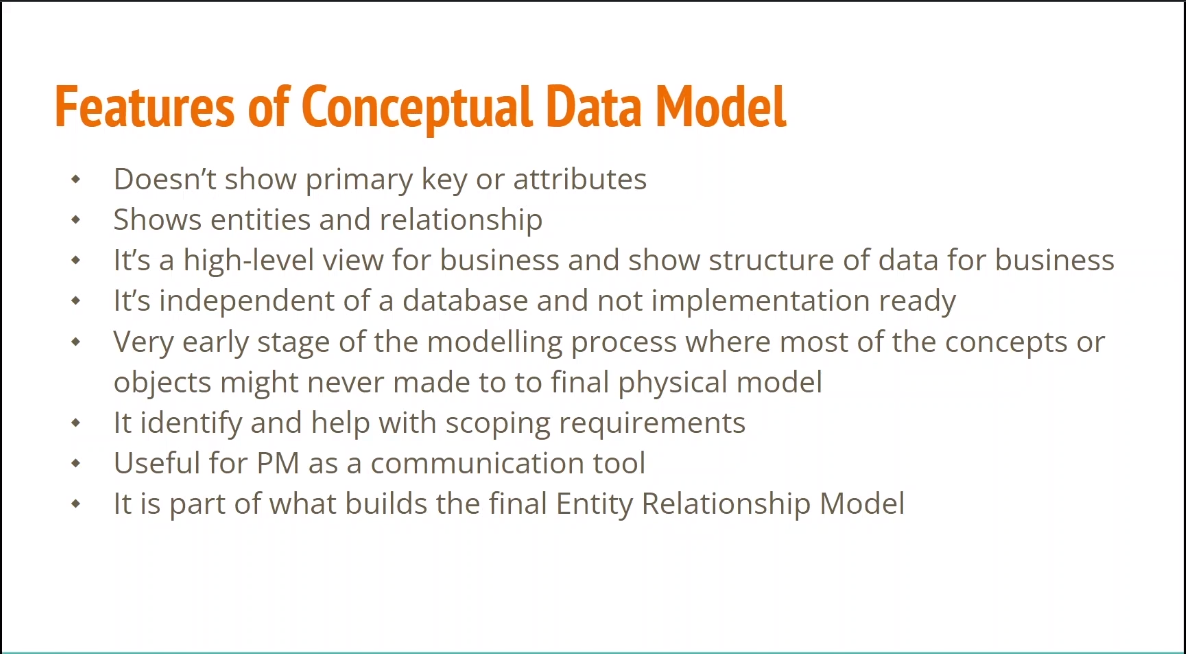 Features of Conceptual Data Model
Doesn’t show primary key or attributes
Shows entities and relationship
It’s a high-level view for business and show structure of data for business
It’s independent of a database and not implementation ready
Very early stage of the modelling process where most of the concepts or
objects might never made to to final physical model
It identify and help with scoping requirements
Useful for PM as a communication tool
It is part of what builds the final Entity Relationship Model